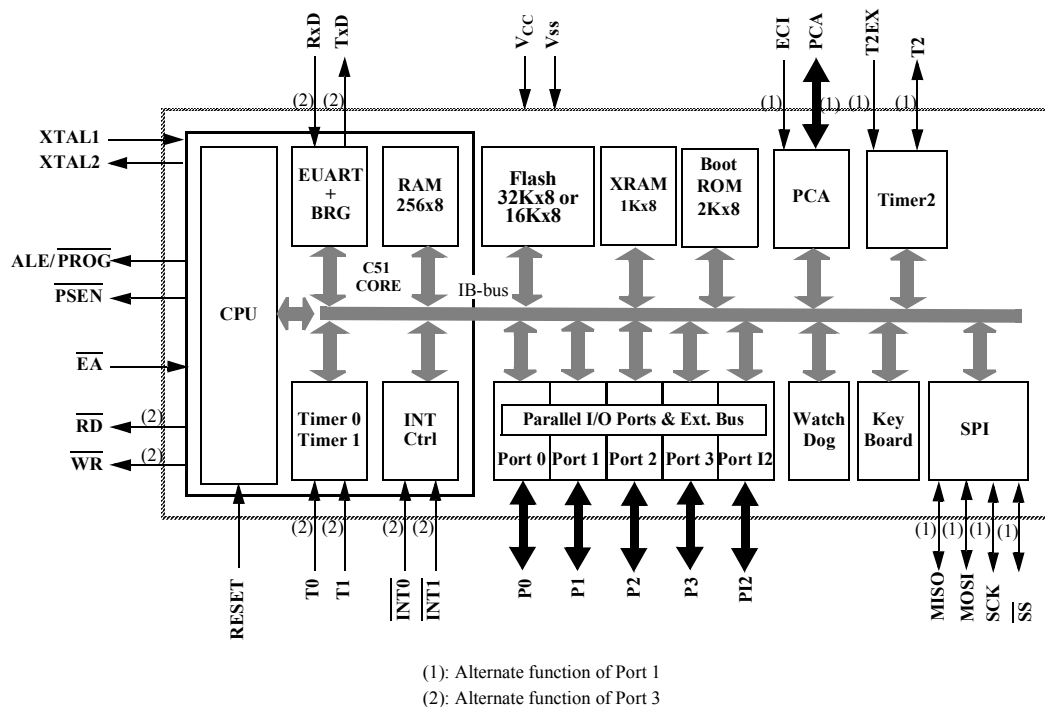 RxD
TxD
VCC
Vss
ECI
PCA
T2EX
T2
(2)
(2)
(1)
(1)
(1)
(1)
XTAL1
XTAL2
ALE/PROG
PSEN
EA
RD
(2)
WR
(2)
CPU
EUART
+
BRG
RAM
256x8
C51
CORE
IB-bus
Flash
32Kx8 or
16Kx8
XRAM
1Kx8
Boot
ROM
2Kx8
PCA
Timer2
Timer 0
Timer 1
INT
Ctrl
Parallel I/O Ports & Ext. Bus
Port 0
Port 1
Port 2
Port 3
Port I2
Watch
Dog
Key
Board
SPI
(2)
(2)
(2)
(2)
(1)
(1)
(1)
(1)
RESET
T0
T1
INT0
INT1
P0
P1
P2
P3
PI2
MISO
MOSI
SCK
SS
(1): Alternate function of Port 1
(2): Alternate function of Port 3